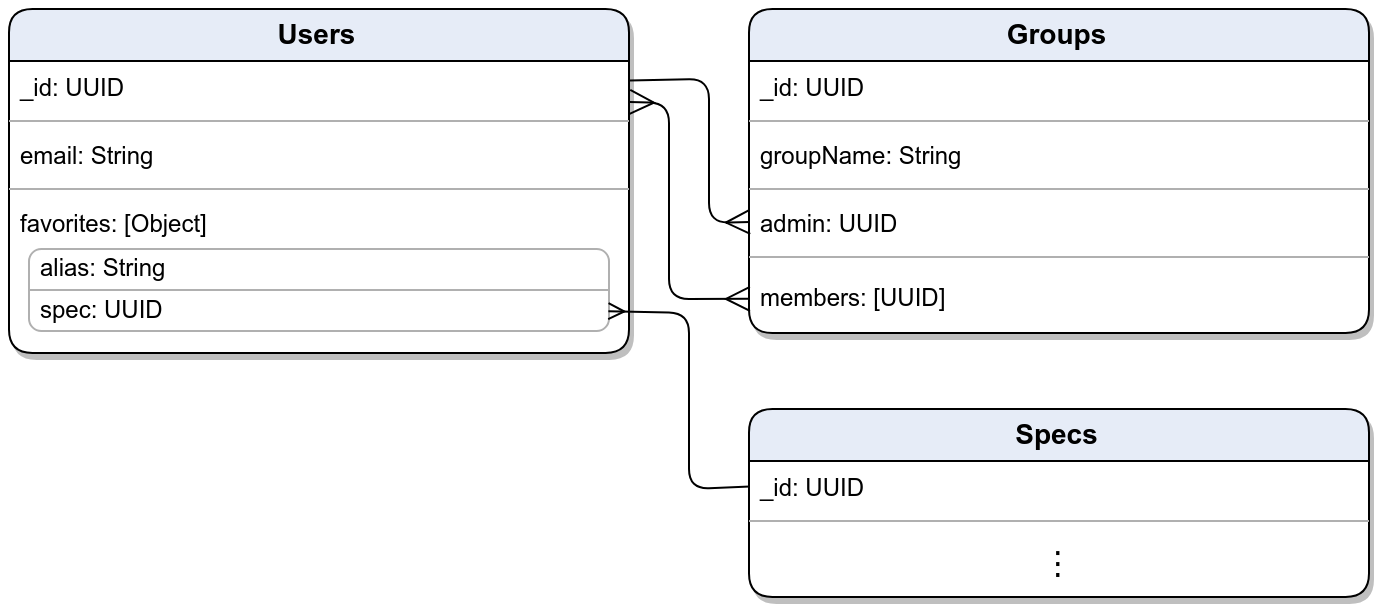 Users
_id: UUID
email: String
favorites: [Object]
alias: String
spec: UUID
Groups
_id: UUID
groupName: String
admin: UUID
members: [UUID]
Specs
_id: UUID
⋮